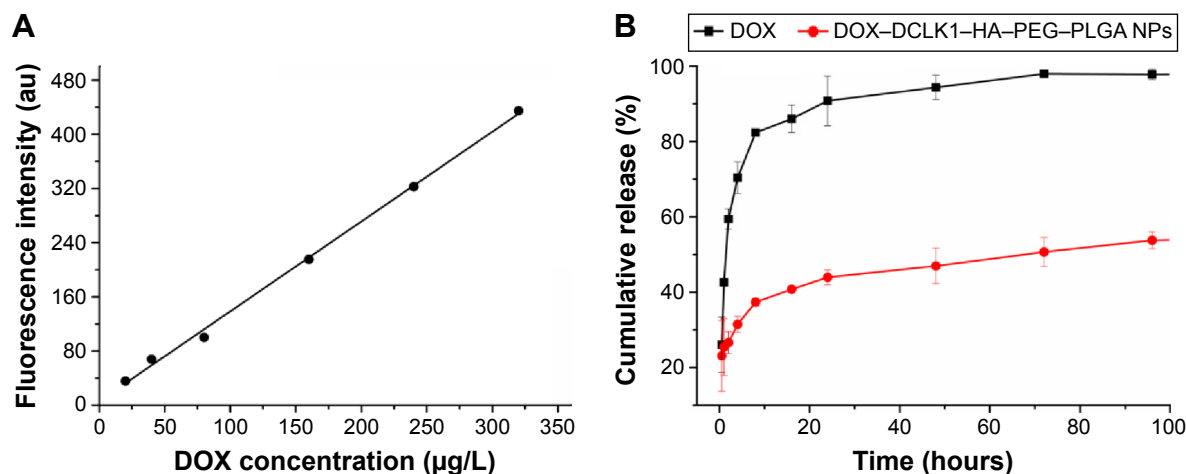 A
Fluorescence intensity (au)
480
400
320
240
160
80
0
0 50 100 150 200 250 300 350
DOX concentration (µg/L)
B
DOX DOX–DCLK1–HA–PEG–PLGA NPs
Cumulative release (%)
100
80
60
40
20
0 20 40 60 80 100
Time (hours)